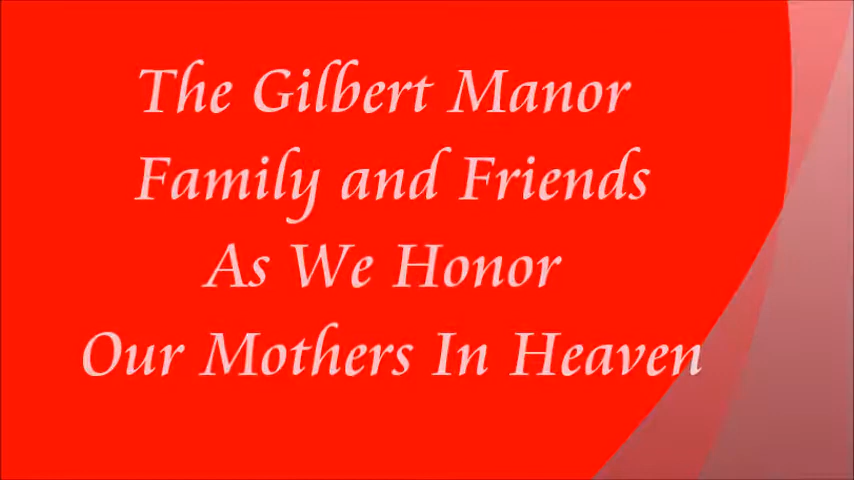 The Gilbert Manor
Family and Friends
As We Honor
Our Mothers In Heaven